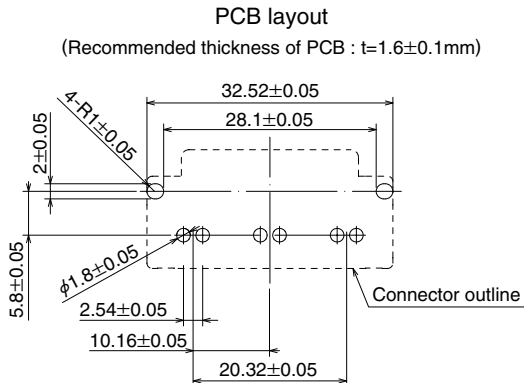 PCB layout
(Recommended thickness of PCB : t=1.6±0.1mm)
32.52±0.05
28.1±0.05
4-R1±0.05
2±0.05
5.8±0.05
φ1.8±0.05
2.54±0.05
10.16±0.05
20.32±0.05
Connector outline